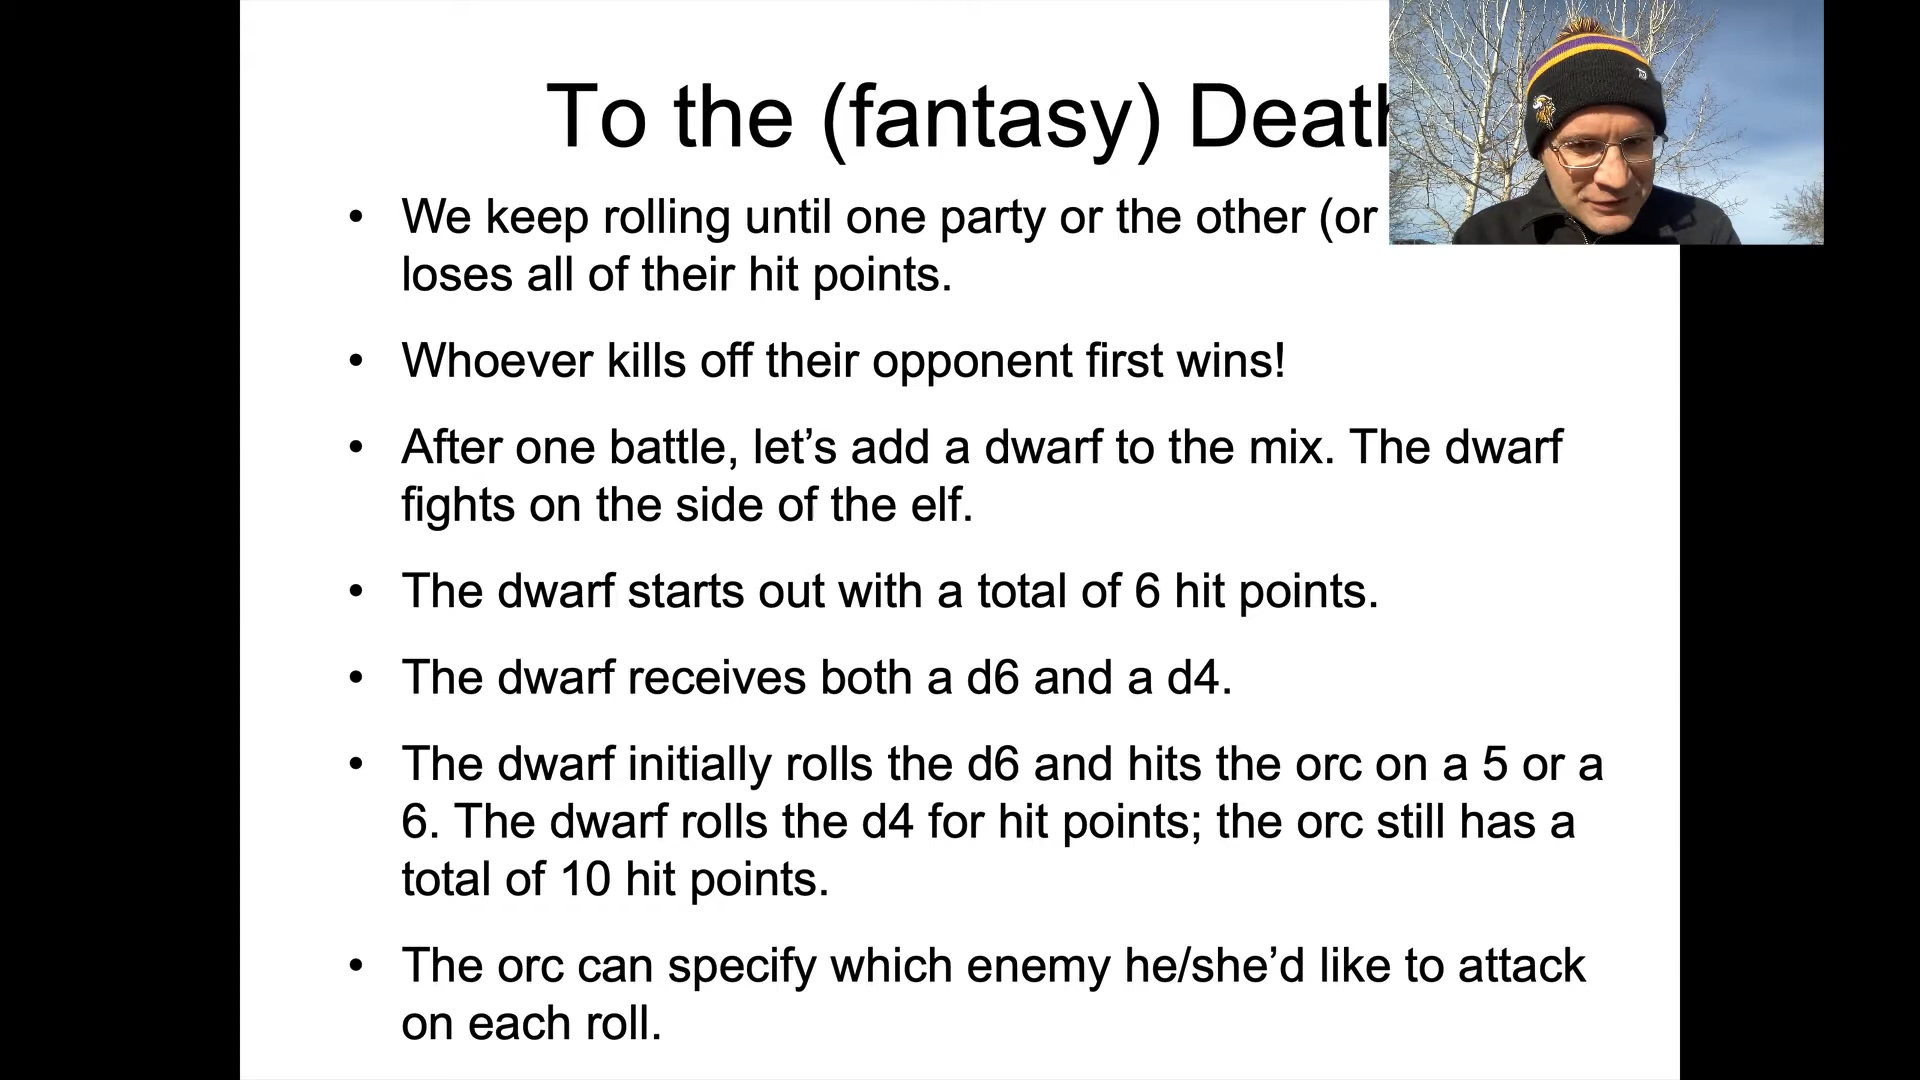 To the (fantasy) Death
• We keep rolling until one party or the other (or
loses all of their hit points.
• Whoever kills off their opponent first wins!
• After one battle, let’s add a dwarf to the mix. The dwarf
fights on the side of the elf.
• The dwarf starts out with a total of 6 hit points.
• The dwarf receives both a d6 and a d4.
• The dwarf initially rolls the d6 and hits the orc on a 5 or a
6. The dwarf rolls the d4 for hit points; the orc still has a
total of 10 hit points.
• The orc can specify which enemy he/she’d like to attack
on each roll.